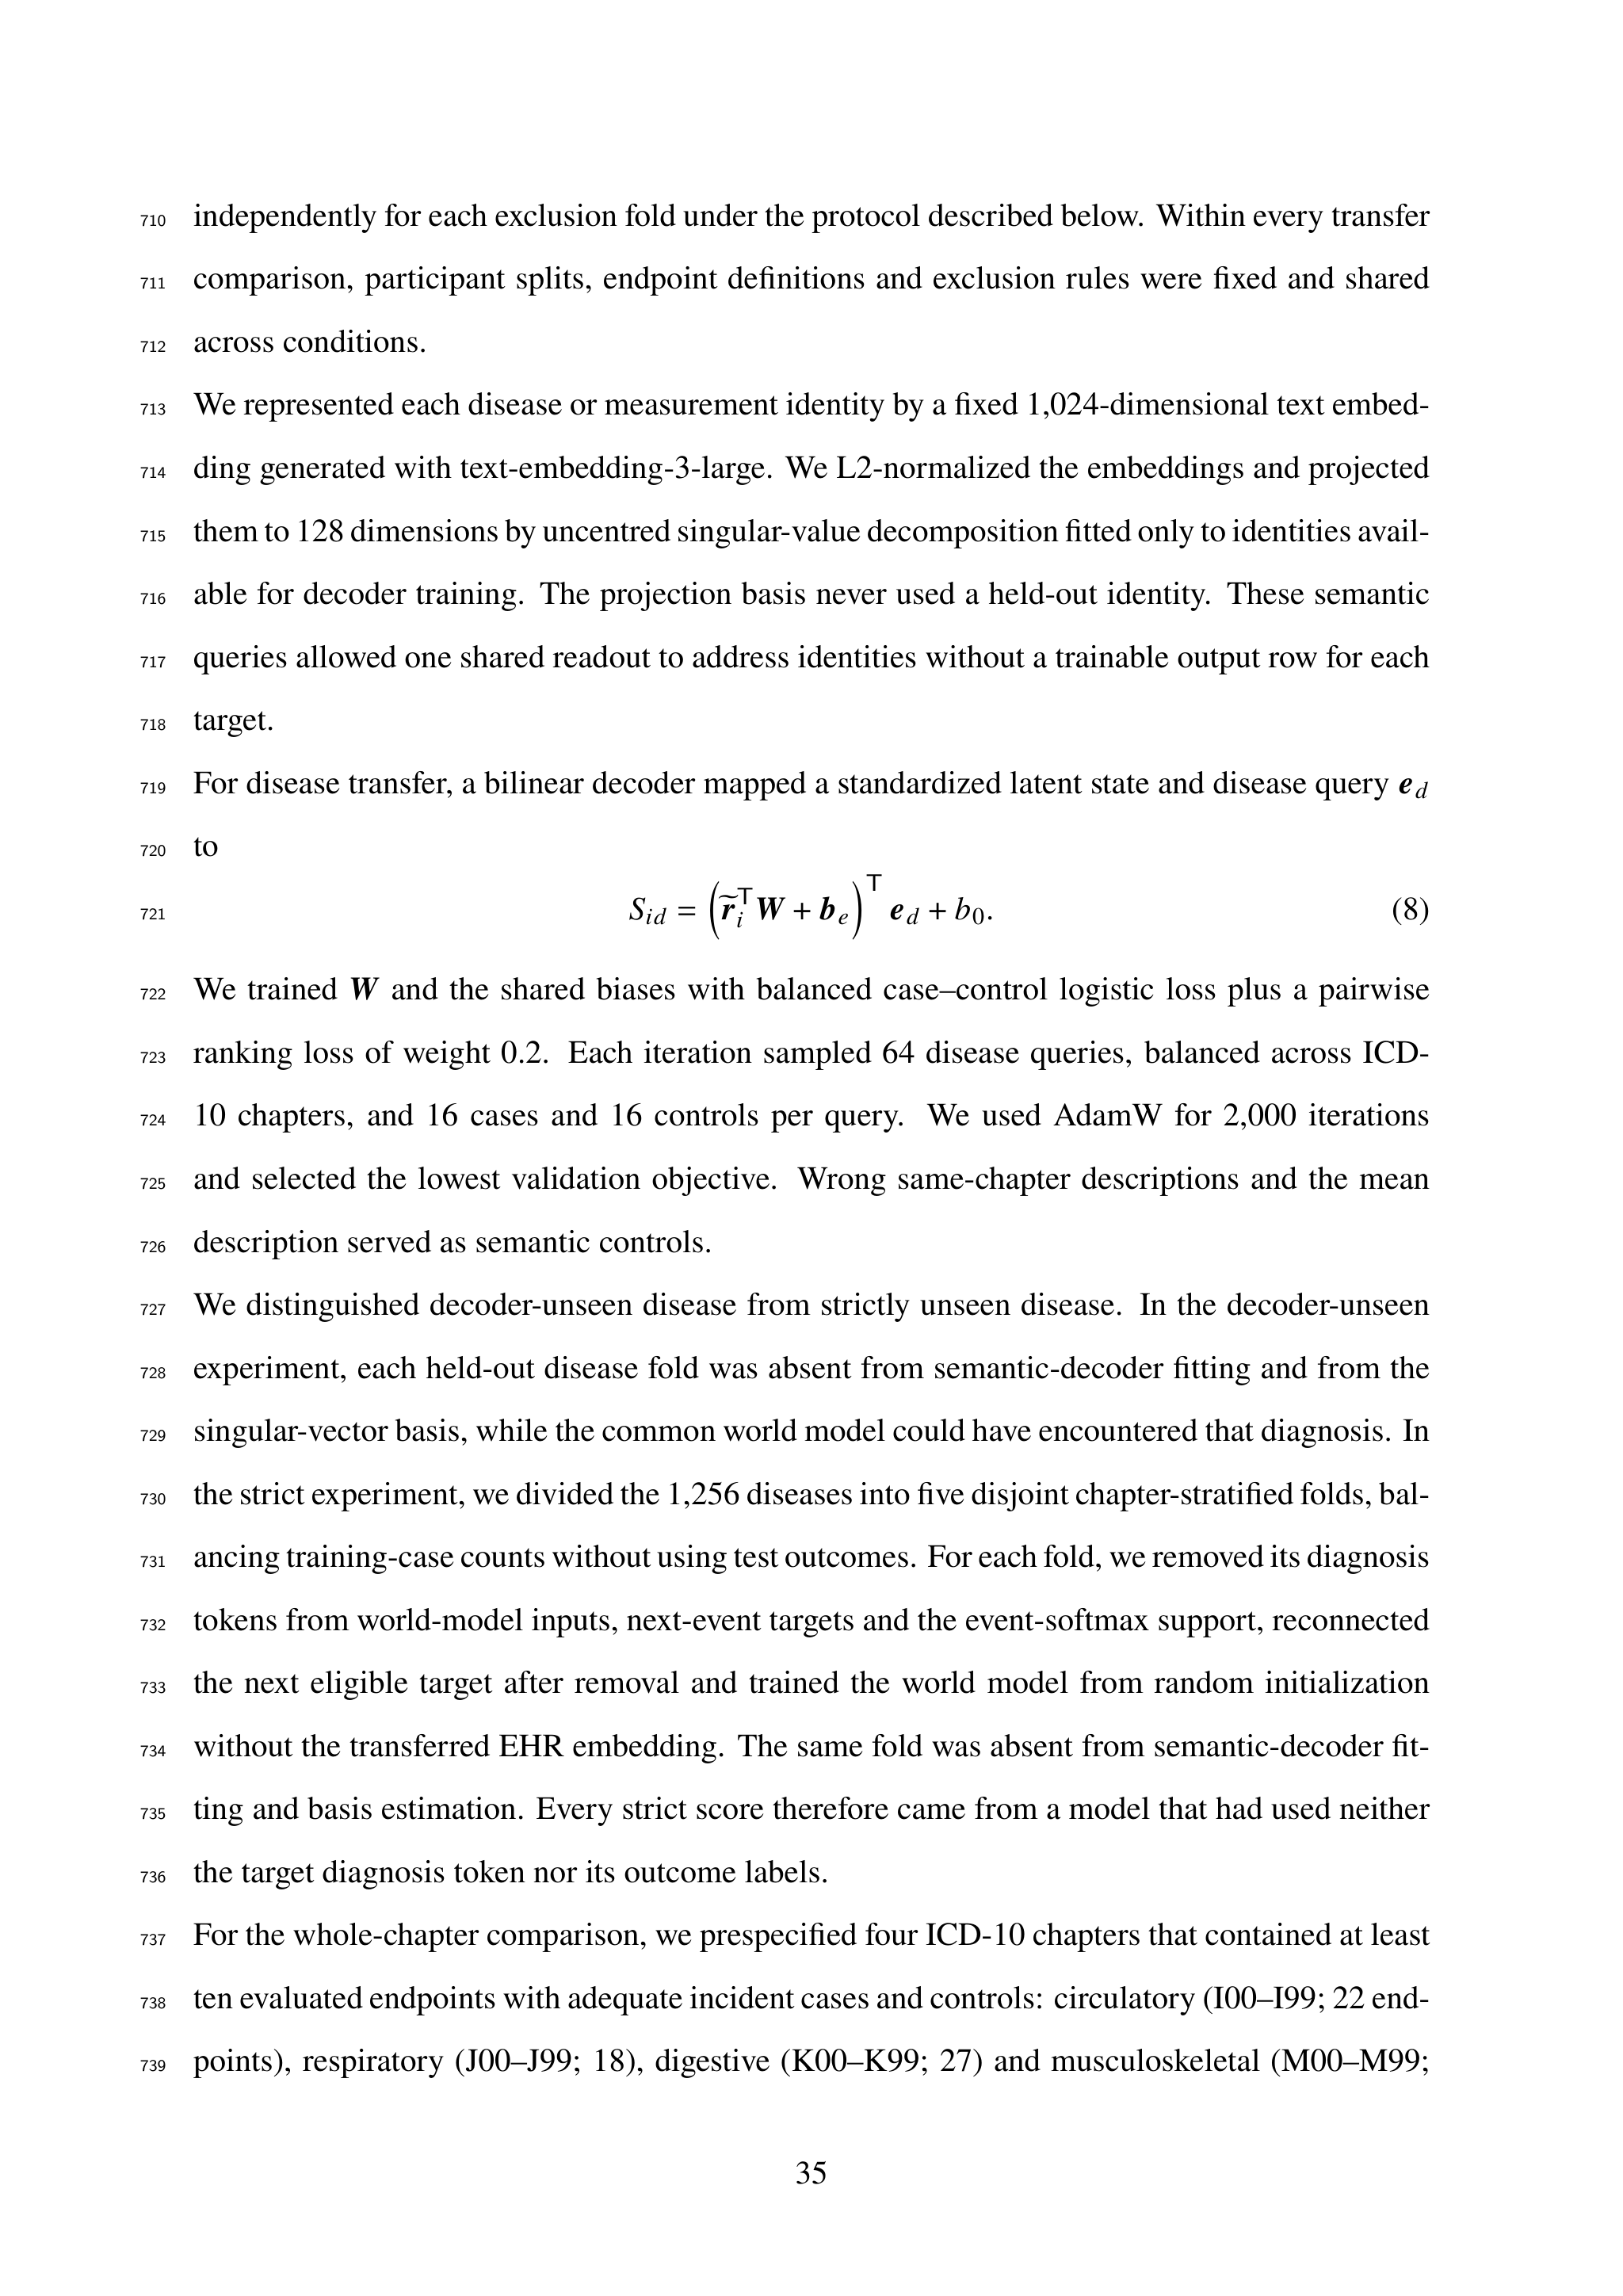 710 independently for each exclusion fold under the protocol described below. Within every transfer
711 comparison, participant splits, endpoint definitions and exclusion rules were fixed and shared
712 across conditions.
713 We represented each disease or measurement identity by a fixed 1,024-dimensional text embed-
714 ding generated with text-embedding-3-large. We L2-normalized the embeddings and projected
715 them to 128 dimensions by uncentred singular-value decomposition fitted only to identities avail-
716 able for decoder training. The projection basis never used a held-out identity. These semantic
717 queries allowed one shared readout to address identities without a trainable output row for each
718 target.
719 For disease transfer, a bilinear decoder mapped a standardized latent state and disease query e_d
720 to
721 S_{id} = (r̃_i^⊤ W + b_e)^⊤ e_d + b_0. (8)
722 We trained W and the shared biases with balanced case–control logistic loss plus a pairwise
723 ranking loss of weight 0.2. Each iteration sampled 64 disease queries, balanced across ICD-
724 10 chapters, and 16 cases and 16 controls per query. We used AdamW for 2,000 iterations
725 and selected the lowest validation objective. Wrong same-chapter descriptions and the mean
726 description served as semantic controls.
727 We distinguished decoder-unseen disease from strictly unseen disease. In the decoder-unseen
728 experiment, each held-out disease fold was absent from semantic-decoder fitting and from the
729 singular-vector basis, while the common world model could have encountered that diagnosis. In
730 the strict experiment, we divided the 1,256 diseases into five disjoint chapter-stratified folds, bal-
731 ancing training-case counts without using test outcomes. For each fold, we removed its diagnosis
732 tokens from world-model inputs, next-event targets and the event-softmax support, reconnected
733 the next eligible target after removal and trained the world model from random initialization
734 without the transferred EHR embedding. The same fold was absent from semantic-decoder fit-
735 ting and basis estimation. Every strict score therefore came from a model that had used neither
736 the target diagnosis token nor its outcome labels.
737 For the whole-chapter comparison, we prespecified four ICD-10 chapters that contained at least
738 ten evaluated endpoints with adequate incident cases and controls: circulatory (I00–I99; 22 end-
739 points), respiratory (J00–J99; 18), digestive (K00–K99; 27) and musculoskeletal (M00–M99;
35